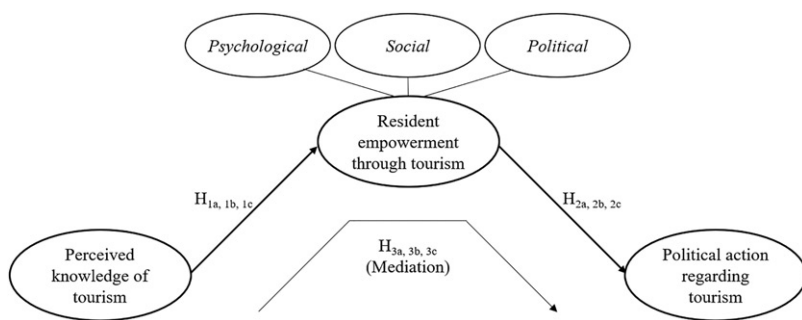 Psychological
Social
Political
Resident
empowerment
through tourism
H1a, 1b, 1c
H2a, 2b, 2c
Perceived
knowledge of
tourism
H3a, 3b, 3c
(Mediation)
Political action
regarding
tourism